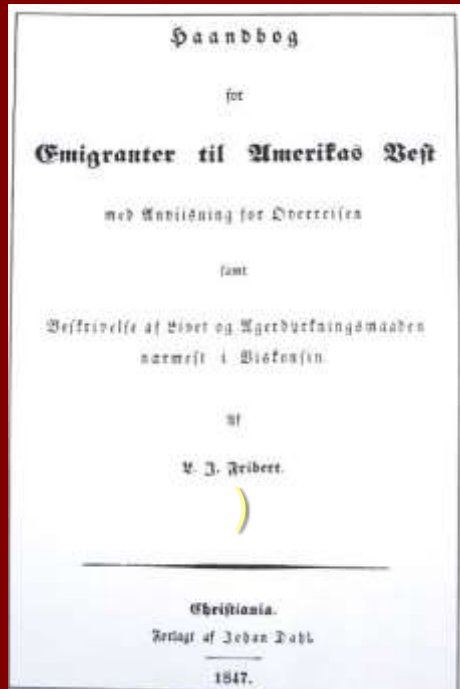 Haandbog
for
Emigranter til Amerikas Vest
med Anviisning for Overreisen
samt
Beskrivelse af Livet og Agerdyrkningsmaaden
nærmest i Viskonsin.
Af
L. J. Fribert.
)
Christiania.
Forlagt af Johan Dahl.
1847.